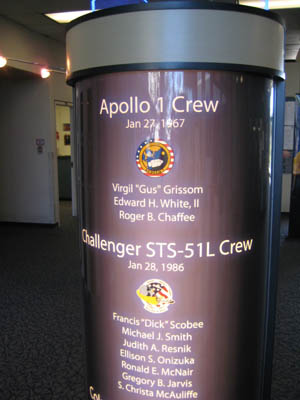 Apollo 1 Crew
Jan 27, 1967
Virgil "Gus" Grissom
Edward H. White, II
Roger B. Chaffee
Challenger STS-51L Crew
Jan 28, 1986
Francis "Dick" Scobee
Michael J. Smith
Judith A. Resnik
Ellison S. Onizuka
Ronald E. McNair
Gregory B. Jarvis
S. Christa McAuliffe